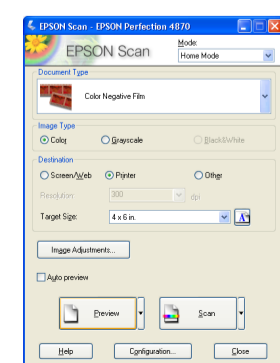 EPSON Scan - EPSON Perfection 4870
EPSON Scan
Mode:
Home Mode
Document Type
Color Negative Film
Image Type
Color
Grayscale
Black&White
Destination
Screen/Web
Printer
Other
Resolution:
300
dpi
Target Size:
4 x 6 in.
A
Image Adjustments...
Auto preview
Preview
Scan
Help
Configuration...
Close